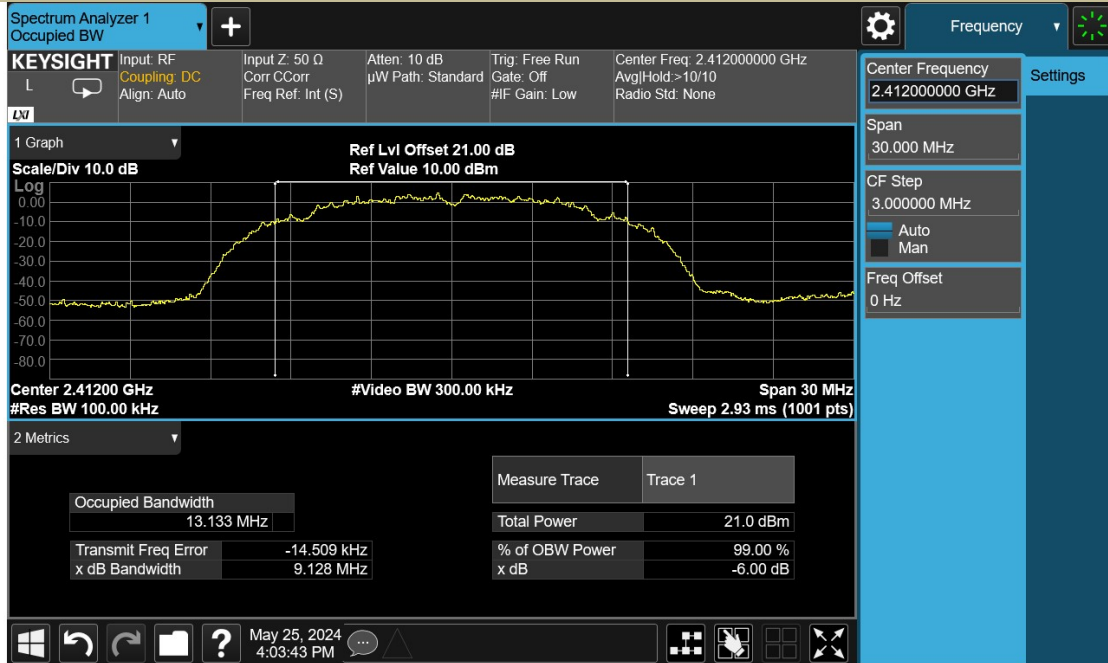 Spectrum Analyzer 1
Occupied BW
Frequency
KEYSIGHT
L
LXI
Input: RF
Coupling: DC
Align: Auto
Input Z: 50 Ω
Corr CCorr
Freq Ref: Int (S)
Atten: 10 dB
µW Path: Standard
Trig: Free Run
Gate: Off
#IF Gain: Low
Center Freq: 2.412000000 GHz
Avg|Hold:>10/10
Radio Std: None
Center Frequency
2.412000000 GHz
Settings
Span
30.000 MHz
CF Step
3.000000 MHz
Auto
Man
Freq Offset
0 Hz
1 Graph
Scale/Div 10.0 dB
Ref Lvl Offset 21.00 dB
Ref Value 10.00 dBm
Log
0.00
-10.0
-20.0
-30.0
-40.0
-50.0
-60.0
-70.0
-80.0
Center 2.41200 GHz
#Video BW 300.00 kHz
Span 30 MHz
#Res BW 100.00 kHz
Sweep 2.93 ms (1001 pts)
2 Metrics
Measure Trace
Trace 1
Occupied Bandwidth
13.133 MHz
Total Power
21.0 dBm
Transmit Freq Error
-14.509 kHz
% of OBW Power
99.00 %
x dB Bandwidth
9.128 MHz
x dB
-6.00 dB
?
May 25, 2024
4:03:43 PM